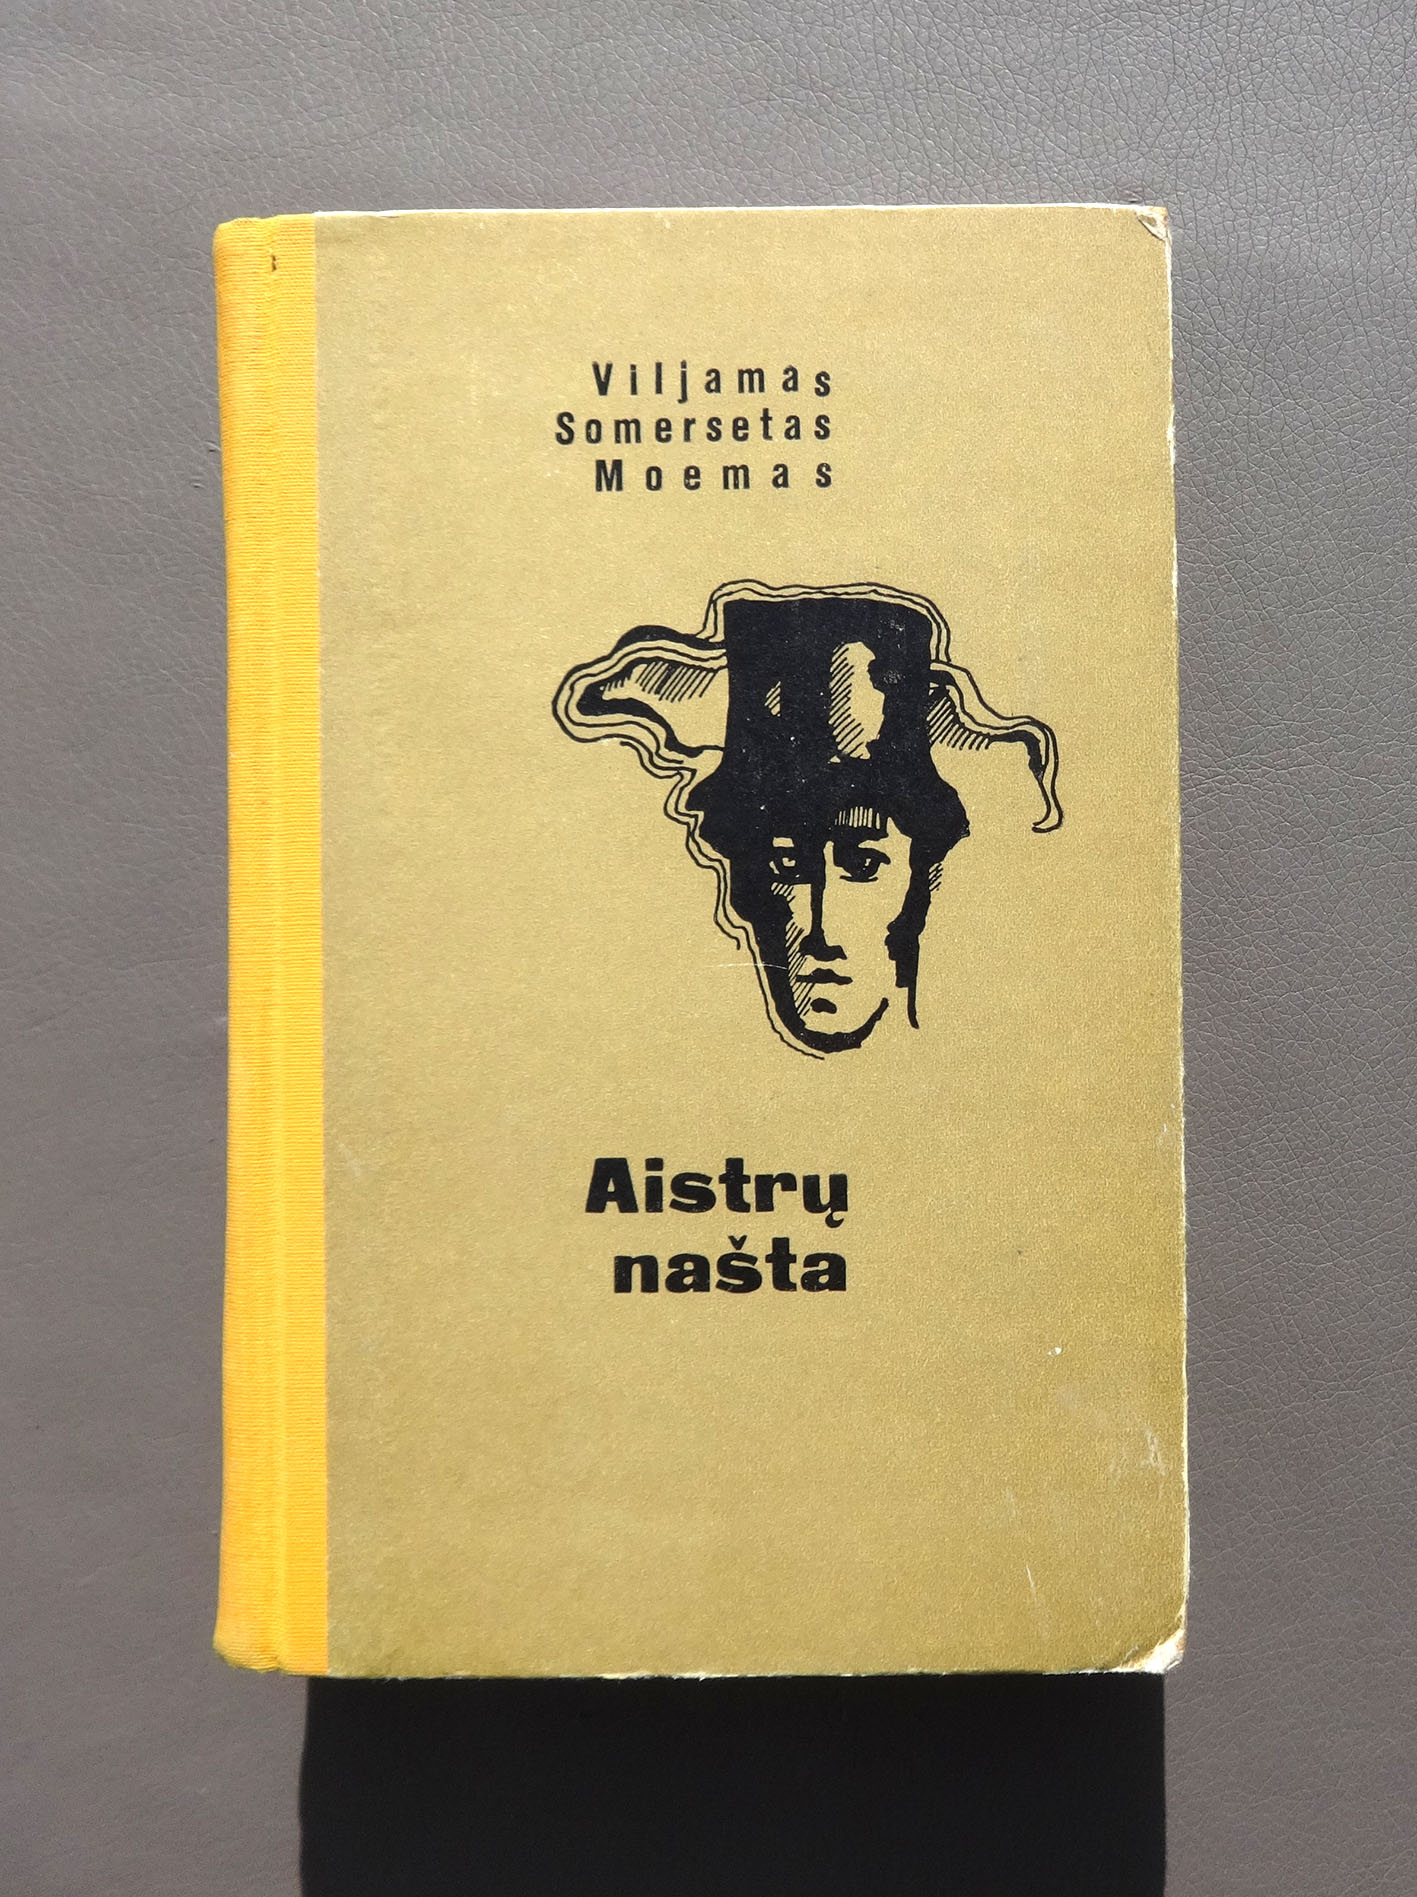 Viljamas
Somersetas
Moemas
Aistrų
našta